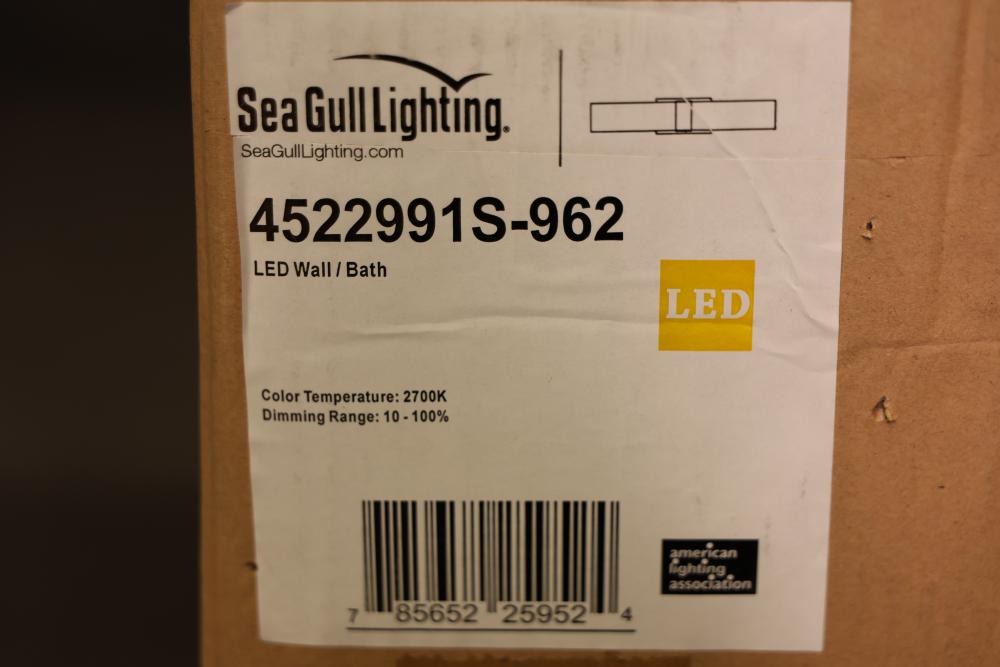 Sea Gull Lighting.
SeaGullLighting.com
4522991S-962
LED Wall / Bath
LED
Color Temperature: 2700K
Dimming Range: 10 - 100%
american
lighting
association
7 85652 25952 4